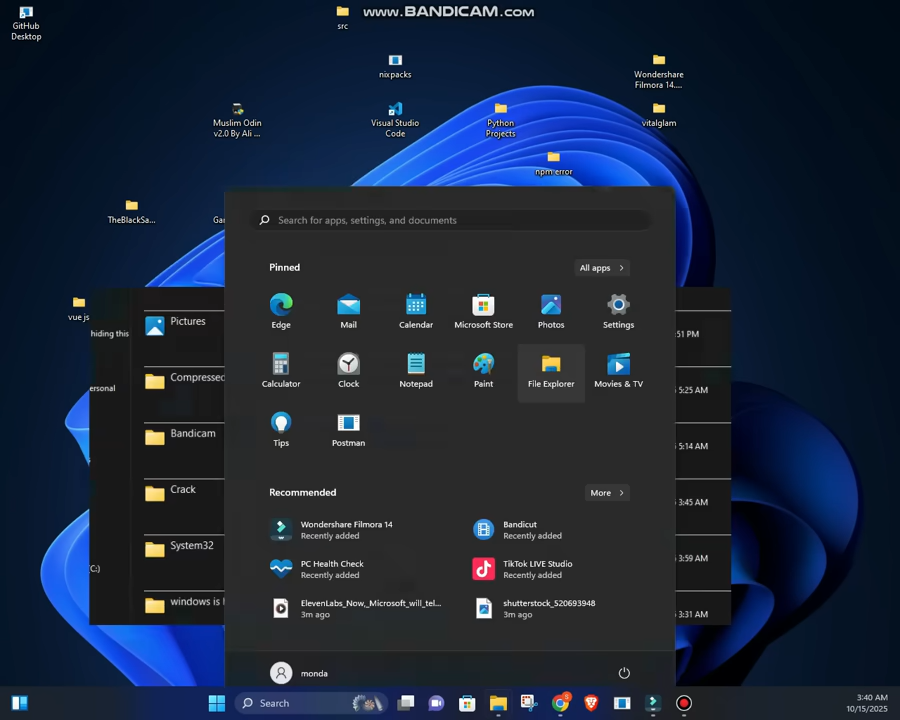 www.BANDICAM.com
GitHub
Desktop
src
nixpacks
Wondershare
Filmora 14....
Muslim Odin
v2.0 By Ali ...
Visual Studio
Code
Python
Projects
vitalglam
npm error
TheBlackSa...
Gar
vue js
Search for apps, settings, and documents
Pinned
All apps
Edge
Mail
Calendar
Microsoft Store
Photos
Settings
Calculator
Clock
Notepad
Paint
File Explorer
Movies & TV
Tips
Postman
Recommended
More
Wondershare Filmora 14
Recently added
Bandicut
Recently added
PC Health Check
Recently added
TikTok LIVE Studio
Recently added
ElevenLabs_Now,_Microsoft_will_tel...
3m ago
shutterstock_520693948
3m ago
monda
hiding this
ersonal
C:)
Pictures
Compressed
Bandicam
Crack
System32
windows is
:51 PM
5:25 AM
5:14 AM
3:45 AM
3:59 AM
3:31 AM
Search
5
3:40 AM
10/15/2025